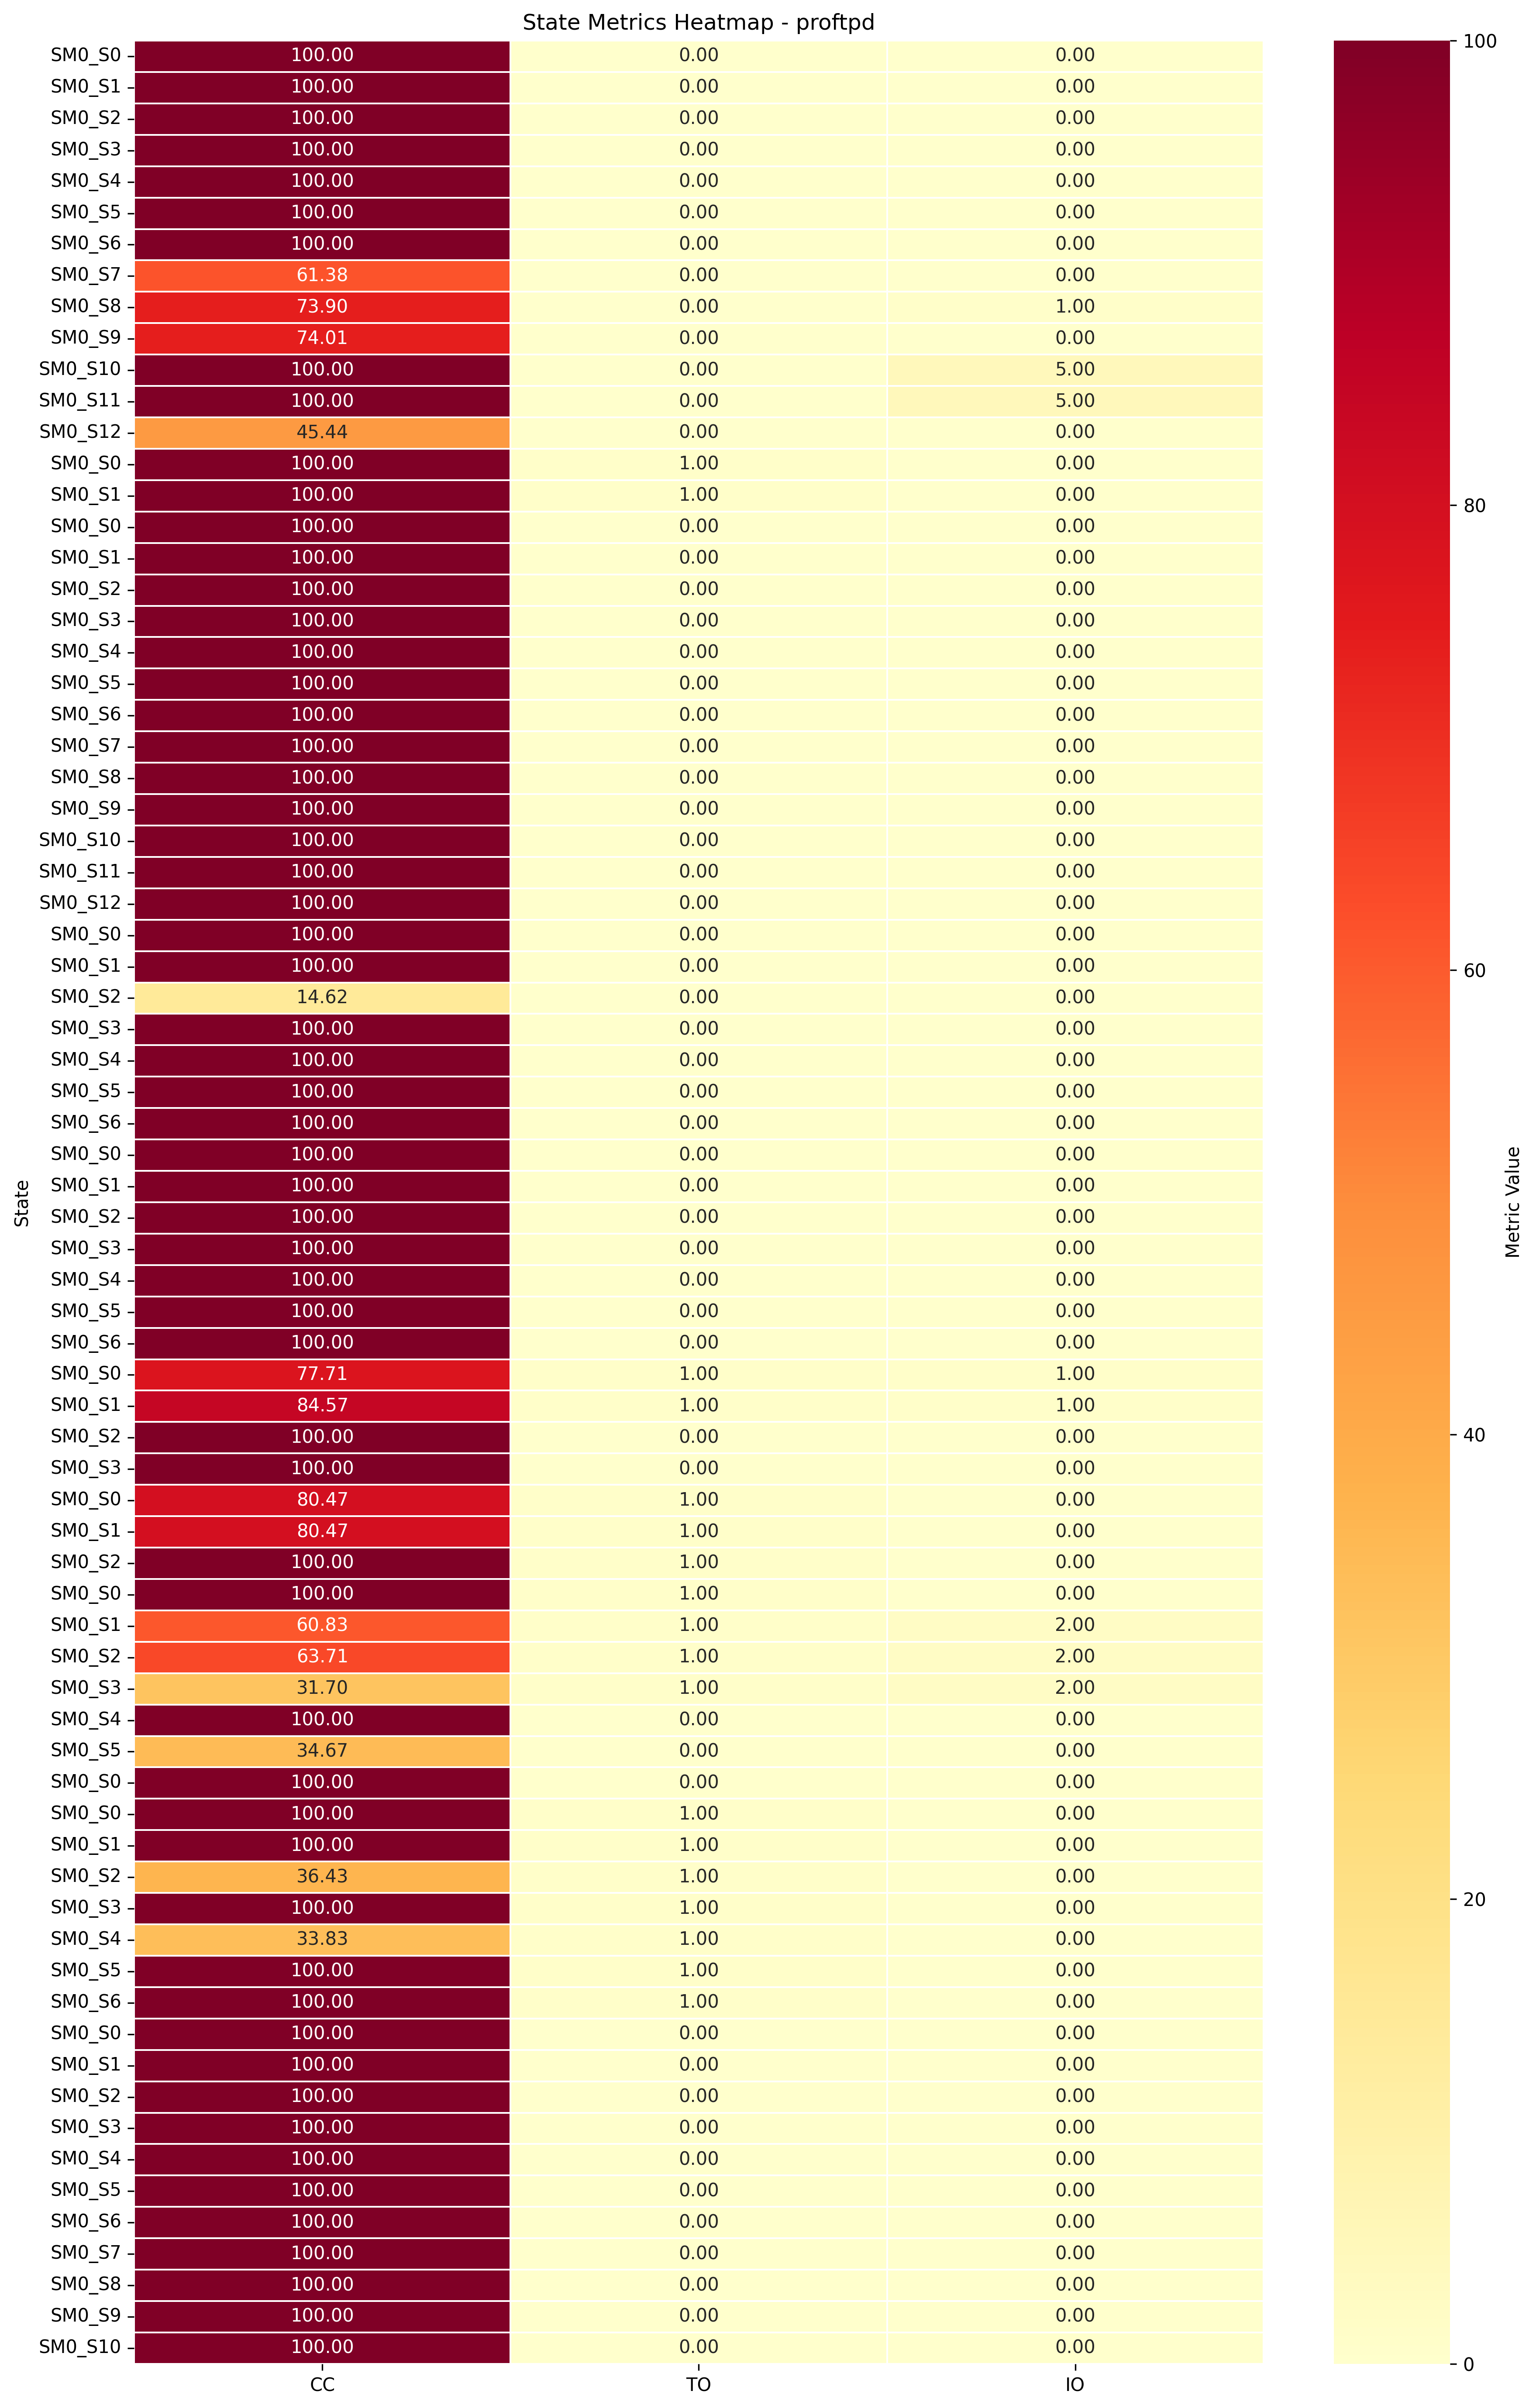 State Metrics Heatmap - proftpd
SM0_S0 100.00 0.00 0.00
SM0_S1 100.00 0.00 0.00
SM0_S2 100.00 0.00 0.00
SM0_S3 100.00 0.00 0.00
SM0_S4 100.00 0.00 0.00
SM0_S5 100.00 0.00 0.00
SM0_S6 100.00 0.00 0.00
SM0_S7 61.38 0.00 0.00
SM0_S8 73.90 0.00 1.00
SM0_S9 74.01 0.00 0.00
SM0_S10 100.00 0.00 5.00
SM0_S11 100.00 0.00 5.00
SM0_S12 45.44 0.00 0.00
SM0_S0 100.00 1.00 0.00
SM0_S1 100.00 1.00 0.00
SM0_S0 100.00 0.00 0.00
SM0_S1 100.00 0.00 0.00
SM0_S2 100.00 0.00 0.00
SM0_S3 100.00 0.00 0.00
SM0_S4 100.00 0.00 0.00
SM0_S5 100.00 0.00 0.00
SM0_S6 100.00 0.00 0.00
SM0_S7 100.00 0.00 0.00
SM0_S8 100.00 0.00 0.00
SM0_S9 100.00 0.00 0.00
SM0_S10 100.00 0.00 0.00
SM0_S11 100.00 0.00 0.00
SM0_S12 100.00 0.00 0.00
SM0_S0 100.00 0.00 0.00
SM0_S1 100.00 0.00 0.00
SM0_S2 14.62 0.00 0.00
SM0_S3 100.00 0.00 0.00
SM0_S4 100.00 0.00 0.00
SM0_S5 100.00 0.00 0.00
SM0_S6 100.00 0.00 0.00
SM0_S0 100.00 0.00 0.00
SM0_S1 100.00 0.00 0.00
SM0_S2 100.00 0.00 0.00
SM0_S3 100.00 0.00 0.00
SM0_S4 100.00 0.00 0.00
SM0_S5 100.00 0.00 0.00
SM0_S6 100.00 0.00 0.00
SM0_S0 77.71 1.00 1.00
SM0_S1 84.57 1.00 1.00
SM0_S2 100.00 0.00 0.00
SM0_S3 100.00 0.00 0.00
SM0_S0 80.47 1.00 0.00
SM0_S1 80.47 1.00 0.00
SM0_S2 100.00 1.00 0.00
SM0_S0 100.00 1.00 0.00
SM0_S1 60.83 1.00 2.00
SM0_S2 63.71 1.00 2.00
SM0_S3 31.70 1.00 2.00
SM0_S4 100.00 0.00 0.00
SM0_S5 34.67 0.00 0.00
SM0_S0 100.00 0.00 0.00
SM0_S0 100.00 1.00 0.00
SM0_S1 100.00 1.00 0.00
SM0_S2 36.43 1.00 0.00
SM0_S3 100.00 1.00 0.00
SM0_S4 33.83 1.00 0.00
SM0_S5 100.00 1.00 0.00
SM0_S6 100.00 1.00 0.00
SM0_S0 100.00 0.00 0.00
SM0_S1 100.00 0.00 0.00
SM0_S2 100.00 0.00 0.00
SM0_S3 100.00 0.00 0.00
SM0_S4 100.00 0.00 0.00
SM0_S5 100.00 0.00 0.00
SM0_S6 100.00 0.00 0.00
SM0_S7 100.00 0.00 0.00
SM0_S8 100.00 0.00 0.00
SM0_S9 100.00 0.00 0.00
SM0_S10 100.00 0.00 0.00
CC TO IO
State
100
80
60
40
20
0
Metric Value